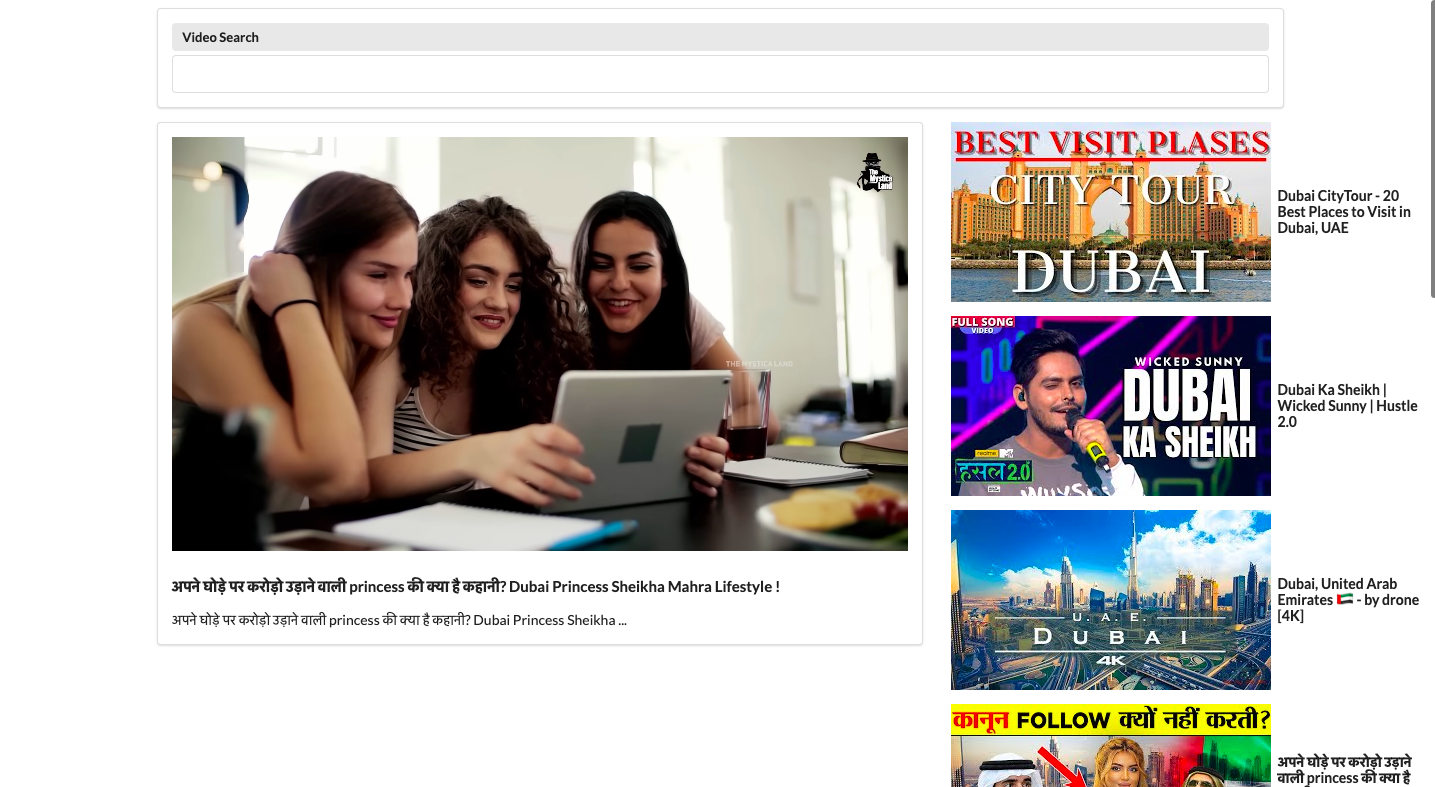 Video Search
The
Mystica
Land
THE MYSTICA LAND
अपने घोड़े पर करोड़ो उड़ाने वाली princess की क्या है कहानी? Dubai Princess Sheikha Mahra Lifestyle !
अपने घोड़े पर करोड़ो उड़ाने वाली princess की क्या है कहानी? Dubai Princess Sheikha ...
BEST VISIT PLASES
CITY TOUR
DUBAI
Dubai CityTour - 20
Best Places to Visit in
Dubai, UAE
FULL SONG
VIDEO
WICKED SUNNY
DUBAI
KA SHEIKH
realme
हसल 2.0
Dubai Ka Sheikh |
Wicked Sunny | Hustle
2.0
U. A. E.
DUBAI
4K
Dubai, United Arab
Emirates 🇦🇪 - by drone
[4K]
कानून FOLLOW क्यों नहीं करती?
अपने घोड़े पर करोड़ो उड़ाने
वाली princess की क्या है